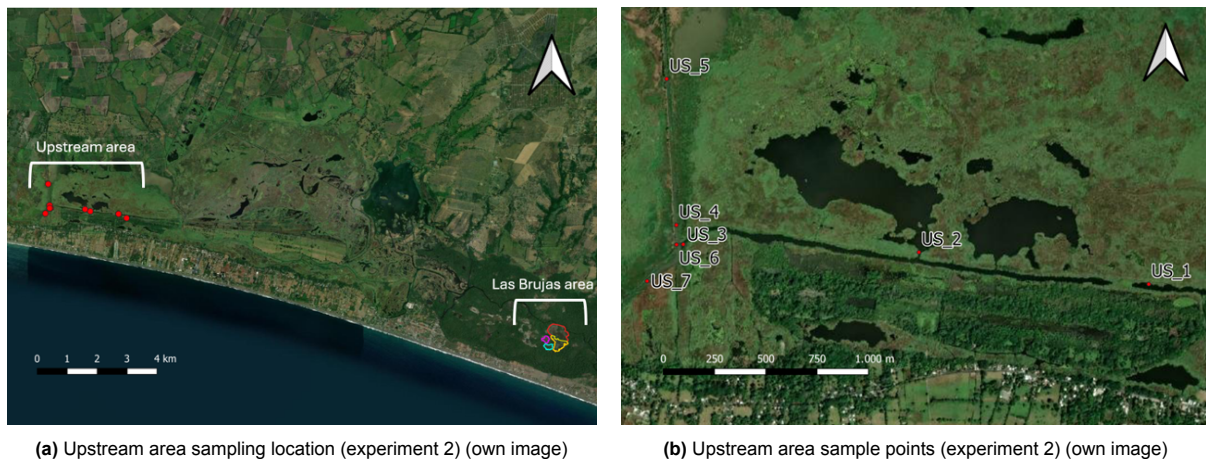 Upstream area
Las Brujas area
0 1 2 3 4 km
US_5
US_4
US_3
US_6
US_7
US_2
US_1
0 250 500 750 1.000 m
(a) Upstream area sampling location (experiment 2) (own image)
(b) Upstream area sample points (experiment 2) (own image)